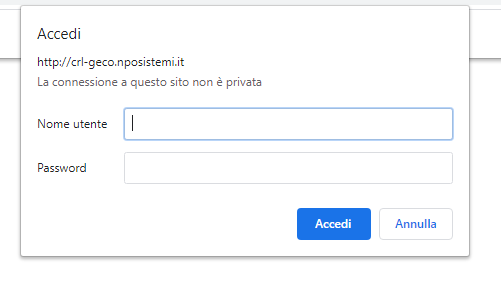 Accedi
http://crl-geco.nposistemi.it
La connessione a questo sito non è privata
Nome utente
Password
Accedi Annulla